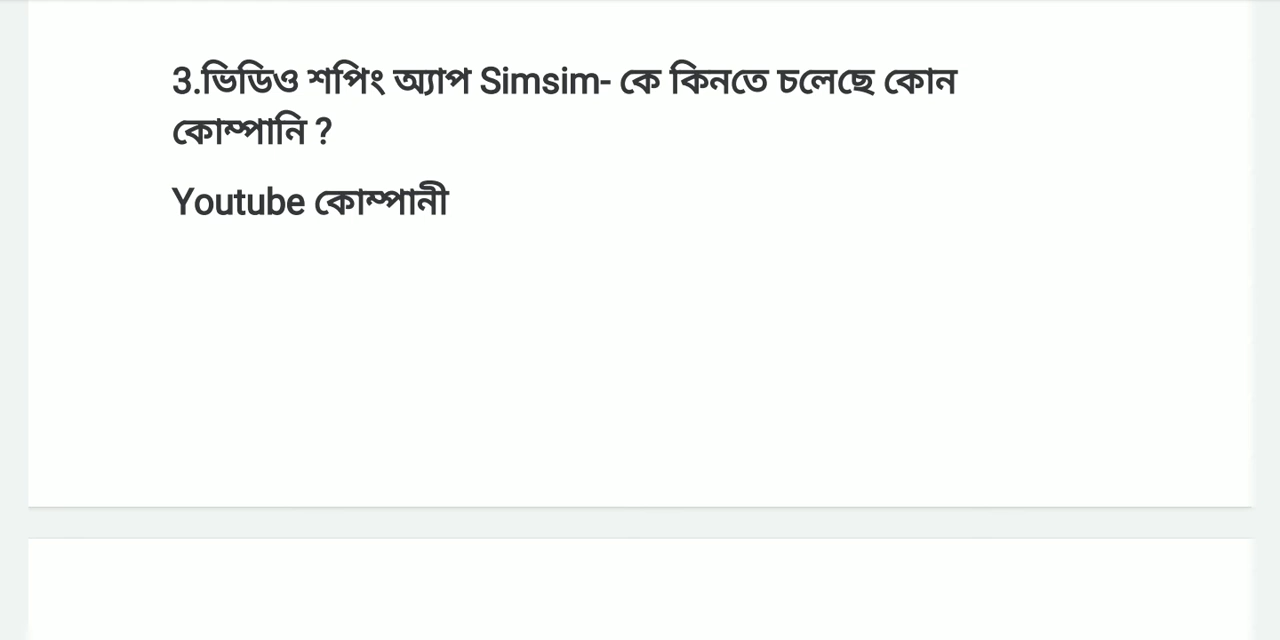 3.ভিডিও শপিং অ্যাপ Simsim- কে কিনতে চলেছে কোন
কোম্পানি ?
Youtube কোম্পানী